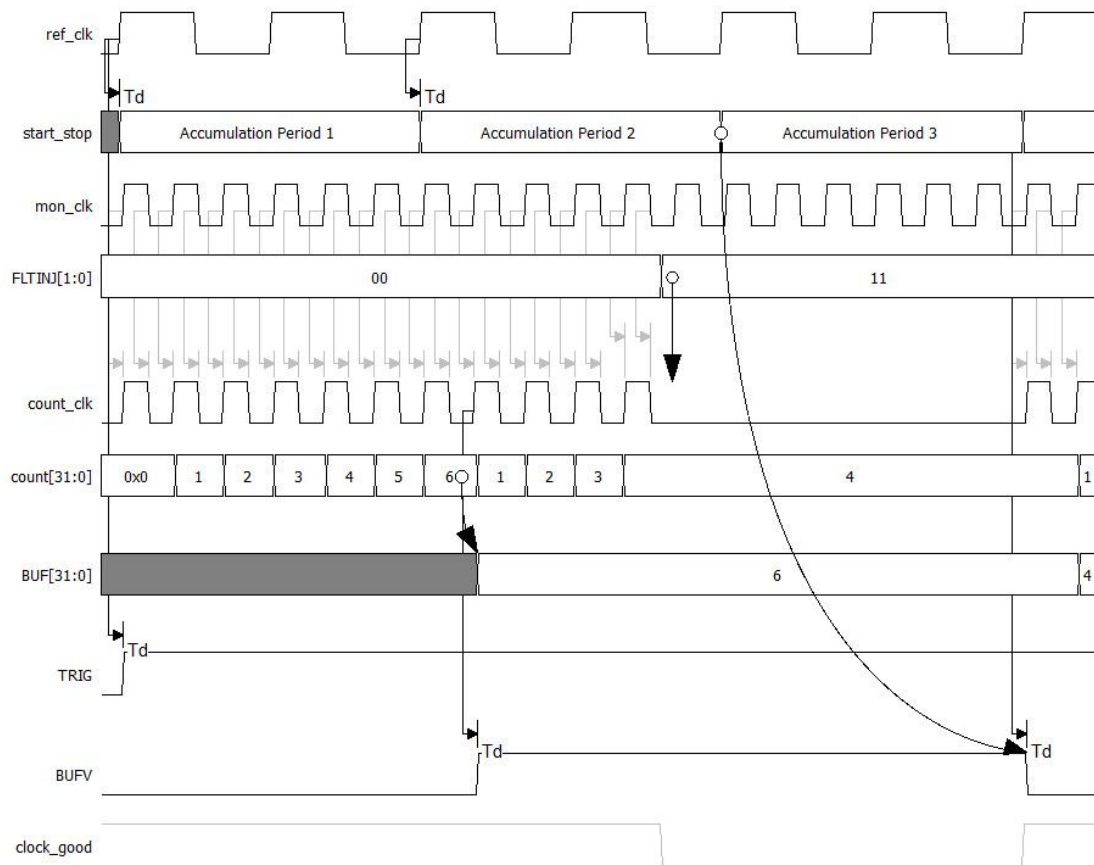 ref_clk
Td Td
start_stop Accumulation Period 1 Accumulation Period 2 Accumulation Period 3
mon_clk
FLTINJ[1:0] 00 11
count_clk
count[31:0] 0x0 1 2 3 4 5 6 1 2 3 4 1
BUF[31:0] 6 4
Td
TRIG
Td Td
BUFV
clock_good